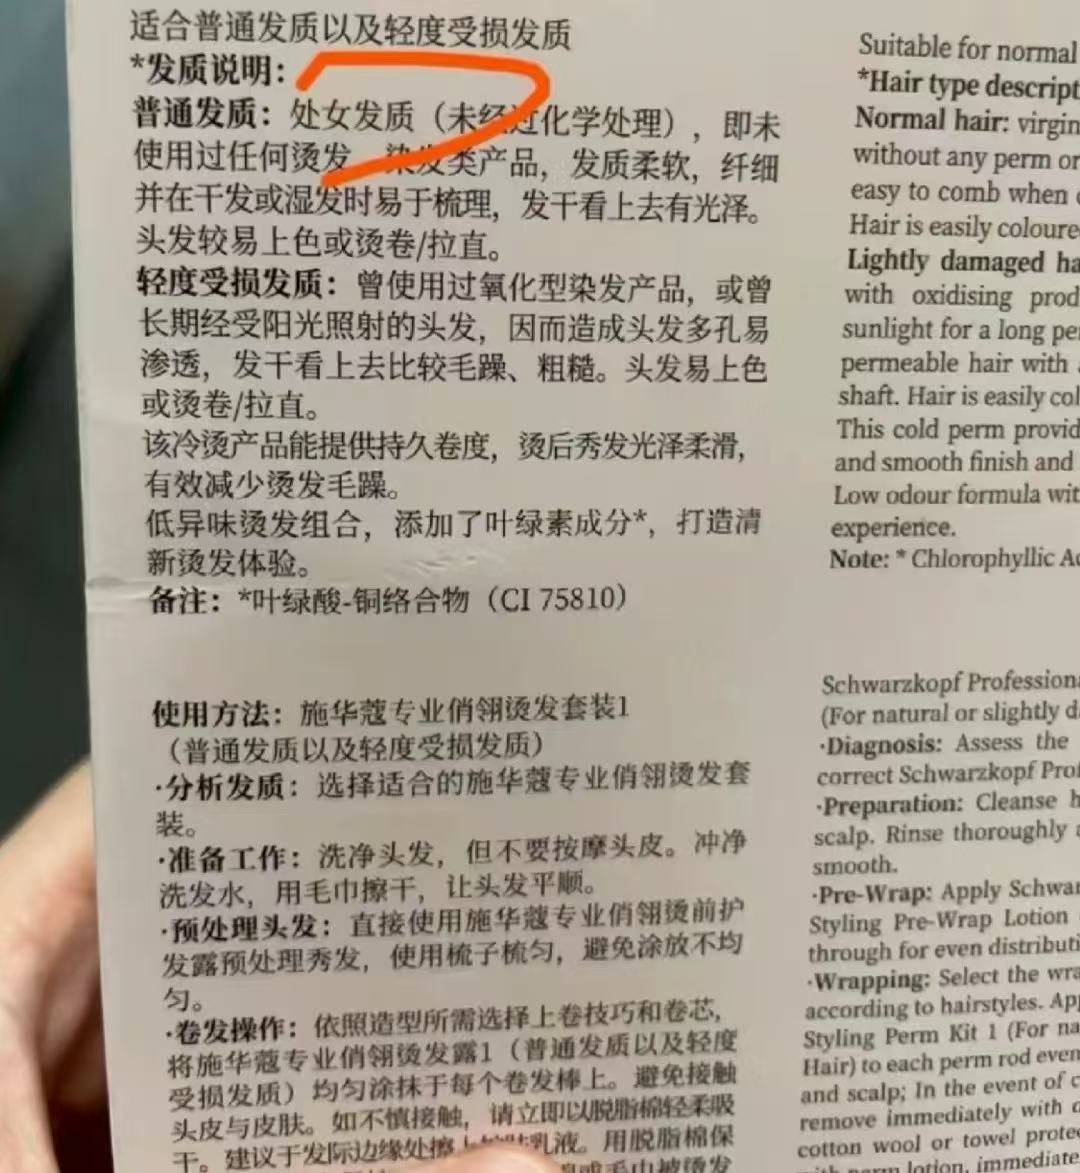 适合普通发质以及轻度受损发质
*发质说明：
普通发质：处女发质（未经过化学处理），即未
使用过任何烫发、染发类产品，发质柔软，纤细
并在干发或湿发时易于梳理，发干看上去有光泽。
头发较易上色或烫卷/拉直。
轻度受损发质：曾使用过氧化型染发产品，或曾
长期经受阳光照射的头发，因而造成头发多孔易
渗透，发干看上去比较毛躁、粗糙。头发易上色
或烫卷/拉直。
该冷烫产品能提供持久卷度，烫后秀发光泽柔滑，
有效减少烫发毛躁。
低异味烫发组合，添加了叶绿素成分*，打造清
新烫发体验。
备注：*叶绿酸-铜络合物（CI 75810）
使用方法：施华蔻专业俏翎烫发套装1
（普通发质以及轻度受损发质）
·分析发质：选择适合的施华蔻专业俏翎烫发套
装。
·准备工作：洗净头发，但不要按摩头皮。冲净
洗发水，用毛巾擦干，让头发平顺。
·预处理头发：直接使用施华蔻专业俏翎烫前护
发露预处理秀发，使用梳子梳匀，避免涂放不均
匀。
·卷发操作：依照造型所需选择上卷技巧和卷芯，
将施华蔻专业俏翎烫发露1（普通发质以及轻度
受损发质）均匀涂抹于每个卷发棒上。避免接触
头皮与皮肤。如不慎接触，请立即以脱脂棉轻柔吸
干。建议于发际边缘处擦上护肤乳液。用脱脂棉保
或毛巾被烫发
Suitable for normal
*Hair type descript
Normal hair: virgin
without any perm or
easy to comb when
Hair is easily coloure
Lightly damaged ha
with oxidising prod
sunlight for a long pe
permeable hair with
shaft. Hair is easily col
This cold perm provid
and smooth finish and
Low odour formula wit
experience.
Note: * Chlorophyllic Ac
Schwarzkopf Professiona
(For natural or slightly d
·Diagnosis: Assess the
correct Schwarzkopf Prof
·Preparation: Cleanse h
scalp. Rinse thoroughly
smooth.
·Pre-Wrap: Apply Schwar
Styling Pre-Wrap Lotion
through for even distributi
·Wrapping: Select the wra
according to hairstyles. App
Styling Perm Kit 1 (For na
Hair) to each perm rod even
and scalp; In the event of c
remove immediately with
cotton wool or towel prote
with perm lotion, immediate